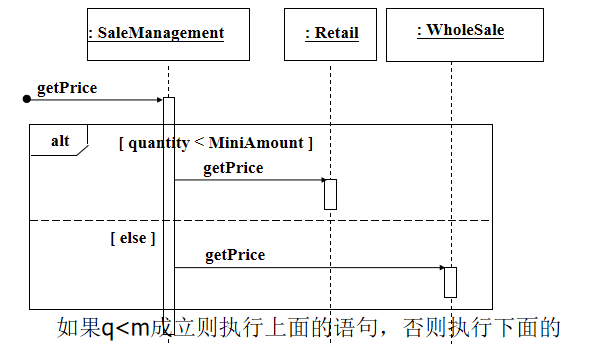 : SaleManagement
: Retail
: WholeSale
getPrice
alt
[ quantity < MiniAmount ]
getPrice
[ else ]
getPrice
如果q<m成立则执行上面的语句，否则执行下面的